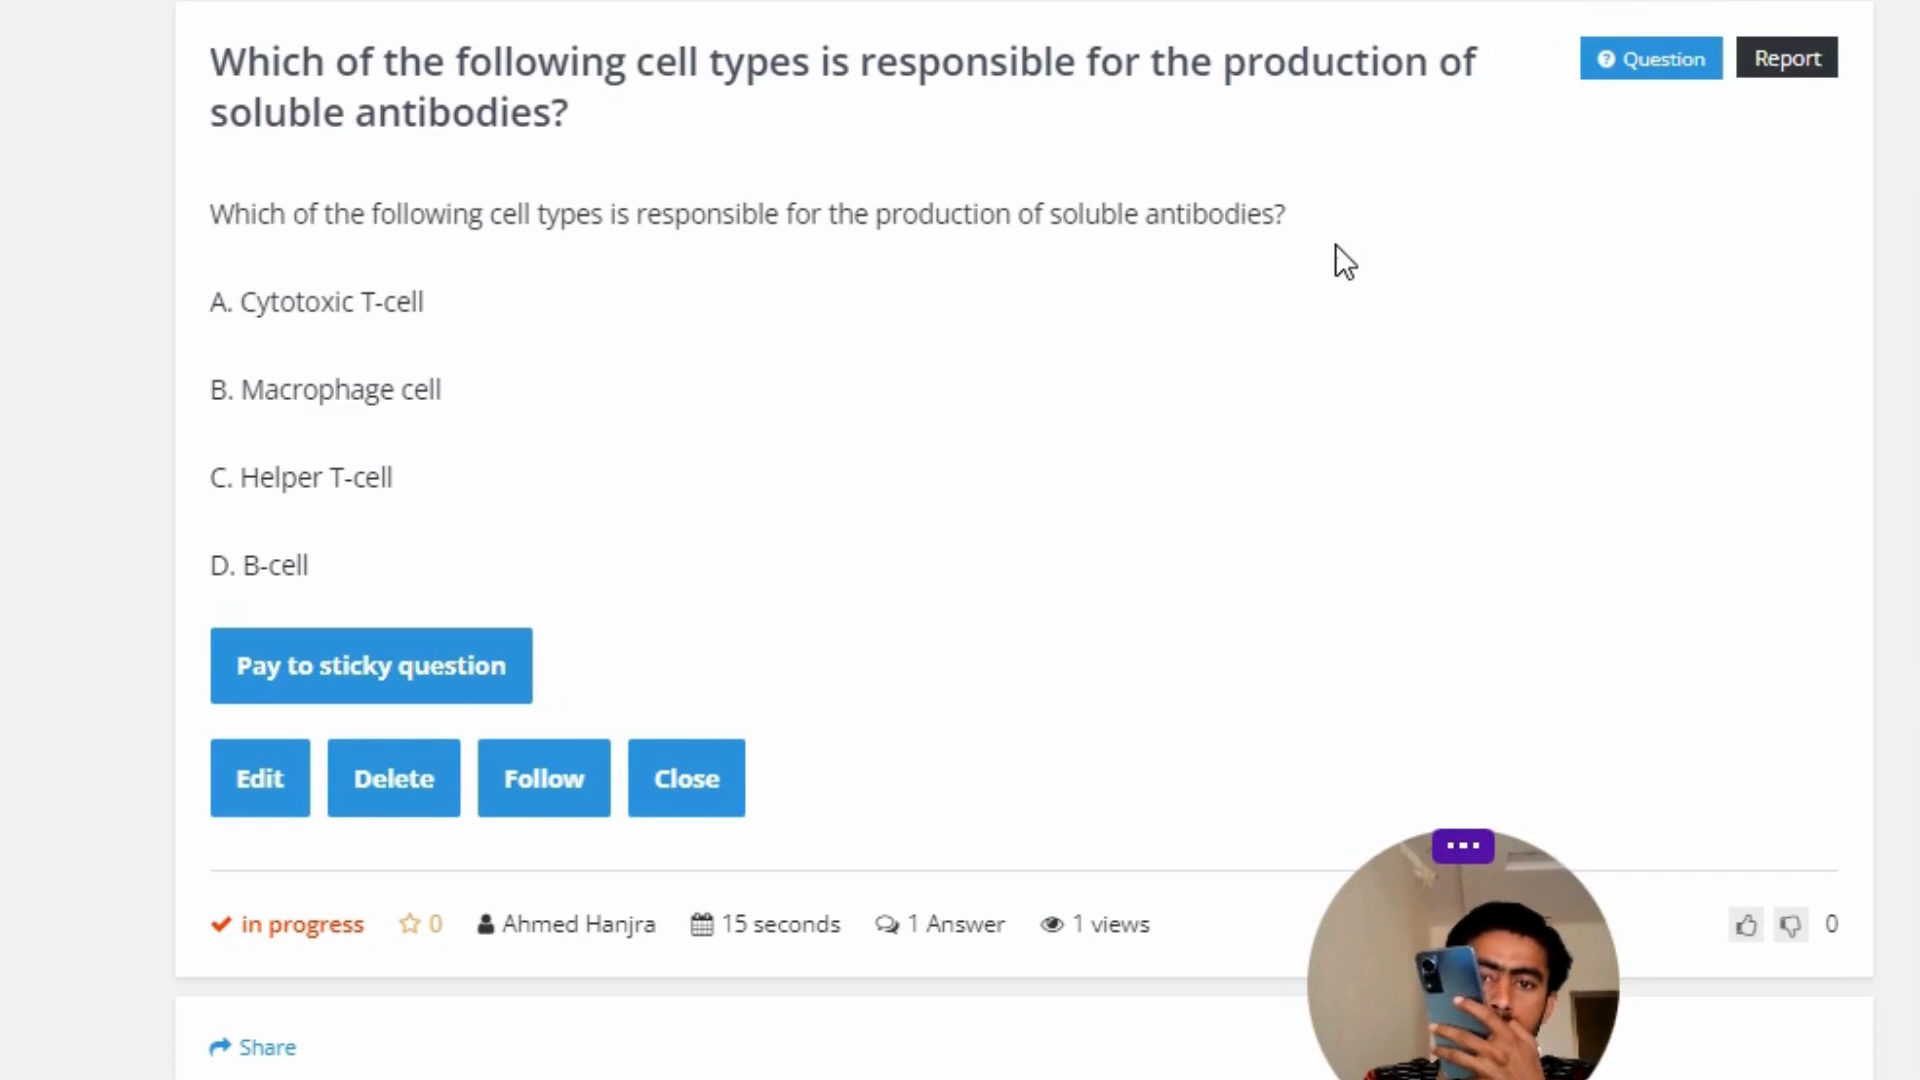 Which of the following cell types is responsible for the production of
soluble antibodies?
Question
Report
Which of the following cell types is responsible for the production of soluble antibodies?
A. Cytotoxic T-cell
B. Macrophage cell
C. Helper T-cell
D. B-cell
Pay to sticky question
Edit
Delete
Follow
Close
in progress
0
Ahmed Hanjra
15 seconds
1 Answer
1 views
0
Share